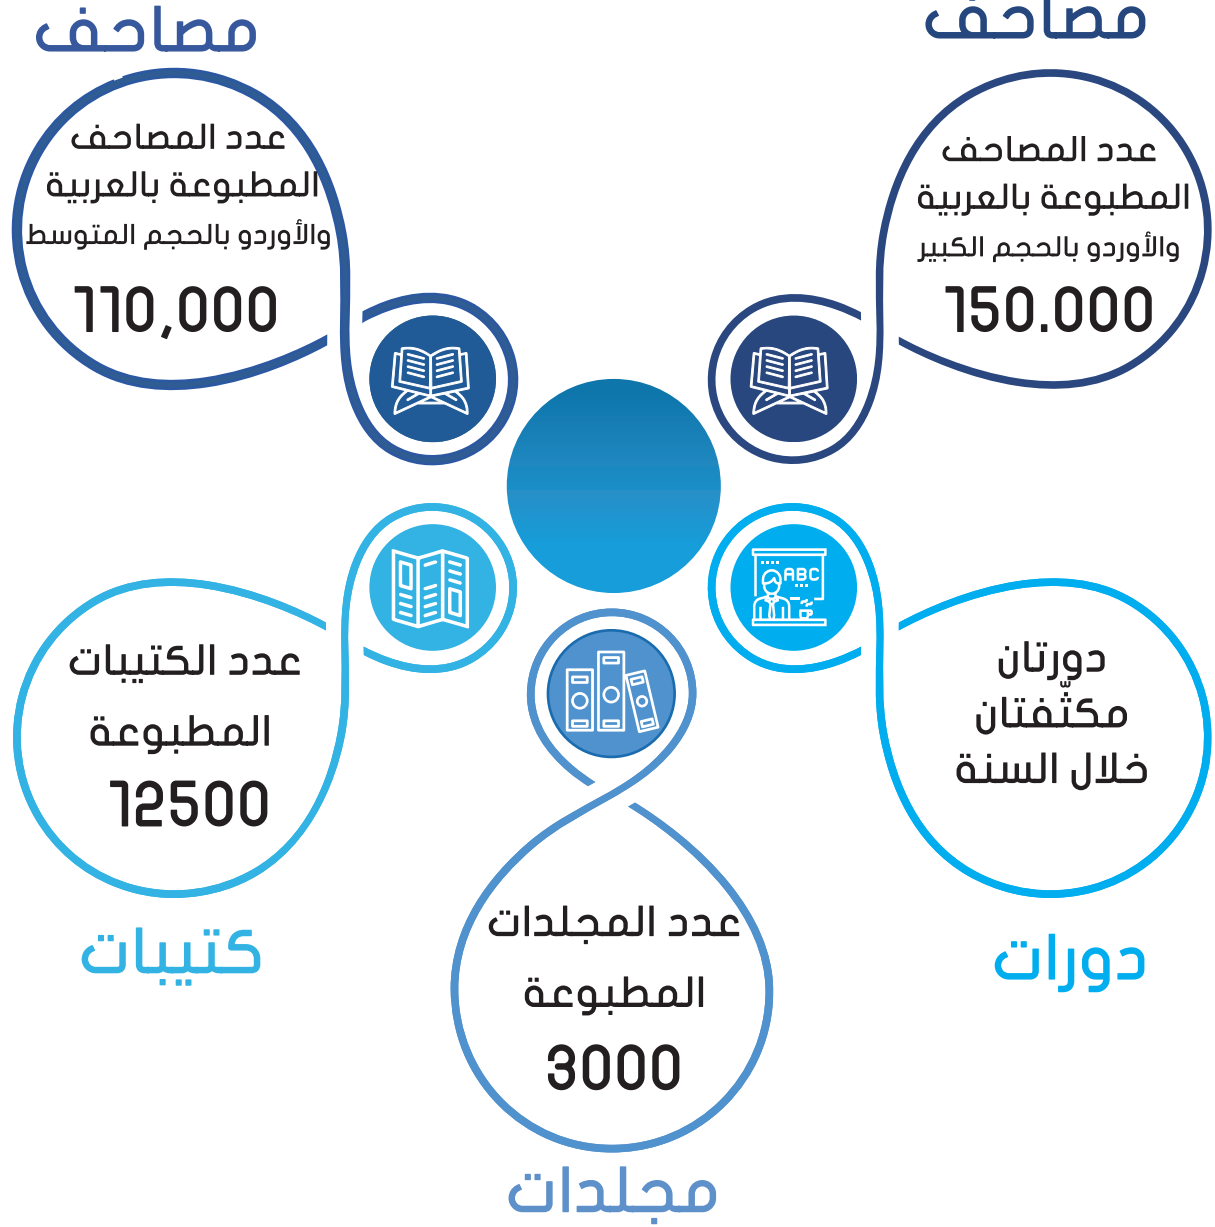 مصاحف
عدد المصاحف
المطبوعة بالعربية
والأوردو بالحجم الكبير
150.000
مصاحف
عدد المصاحف
المطبوعة بالعربية
والأوردو بالحجم المتوسط
110,000
ABC
دورتان
مكثّفتان
خلال السنة
دورات
عدد الكتيبات
المطبوعة
12500
كتيبات
عدد المجلدات
المطبوعة
3000
مجلدات